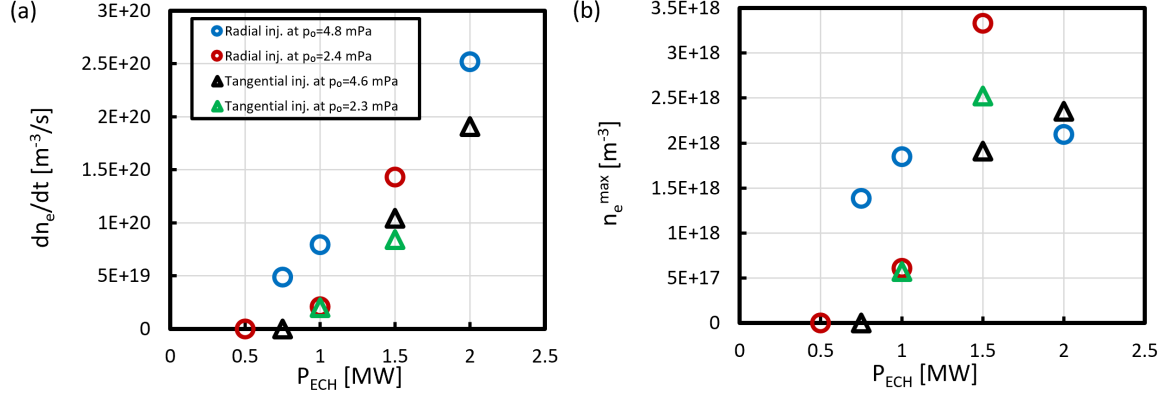 (a)
3E+20
2.5E+20
2E+20
1.5E+20
1E+20
5E+19
0
dnₑ/dt [m⁻³/s]
Radial inj. at p₀=4.8 mPa
Radial inj. at p₀=2.4 mPa
Tangential inj. at p₀=4.6 mPa
Tangential inj. at p₀=2.3 mPa
0 0.5 1 1.5 2 2.5
P_ECH [MW]
(b)
3.5E+18
3E+18
2.5E+18
2E+18
1.5E+18
1E+18
5E+17
0
nₑᵐᵃˣ [m⁻³]
0 0.5 1 1.5 2 2.5
P_ECH [MW]